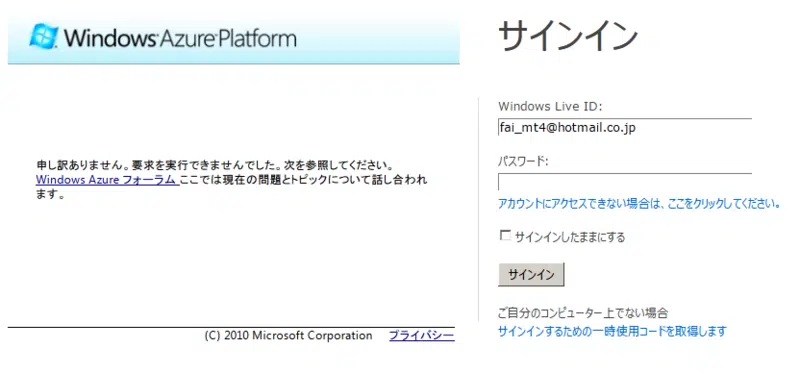 Windows Azure Platform
申し訳ありません。要求を実行できませんでした。次を参照してください。
Windows Azure フォーラム ここでは現在の問題とトピックについて話し合われ
ます。
(C) 2010 Microsoft Corporation プライバシー
サインイン
Windows Live ID:
fai_mt4@hotmail.co.jp
パスワード:
アカウントにアクセスできない場合は、ここをクリックしてください。
サインインしたままにする
サインイン
ご自分のコンピューター上でない場合
サインインするための一時使用コードを取得します